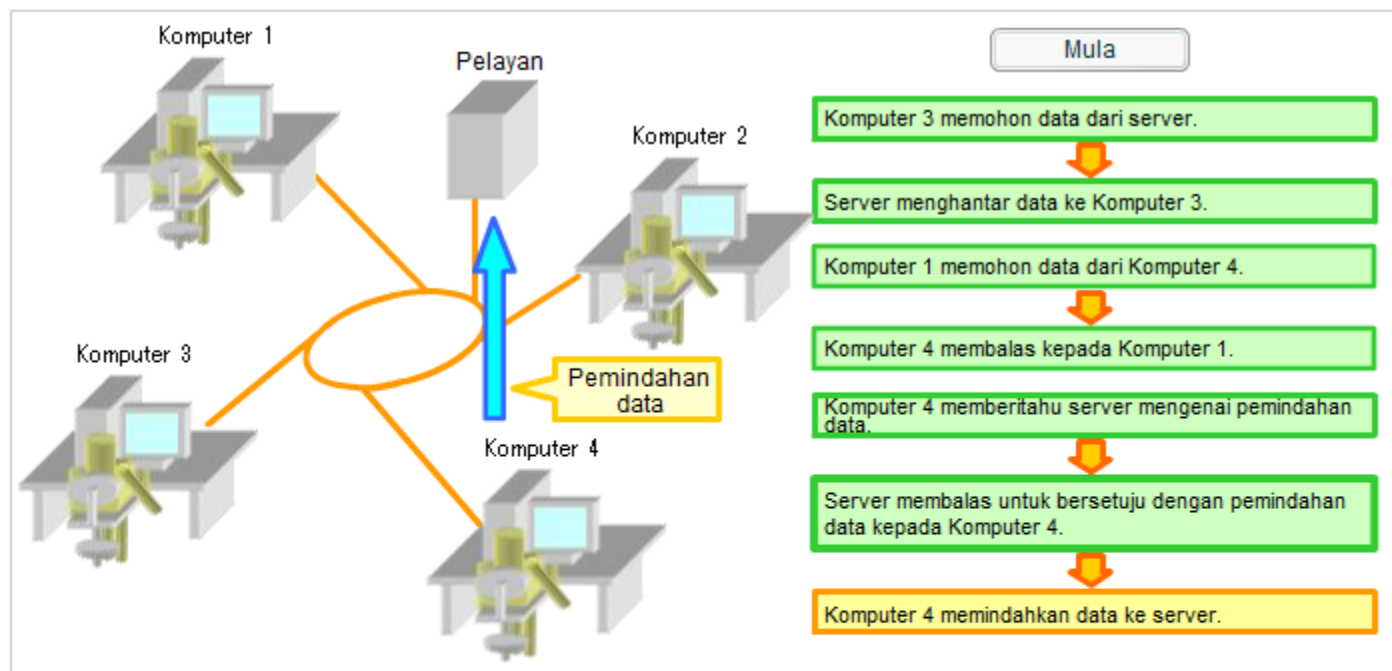 Komputer 1
Pelayan
Komputer 2
Komputer 3
Pemindahan
data
Komputer 4
Mula
Komputer 3 memohon data dari server.
Server menghantar data ke Komputer 3.
Komputer 1 memohon data dari Komputer 4.
Komputer 4 membalas kepada Komputer 1.
Komputer 4 memberitahu server mengenai pemindahan
data.
Server membalas untuk bersetuju dengan pemindahan
data kepada Komputer 4.
Komputer 4 memindahkan data ke server.